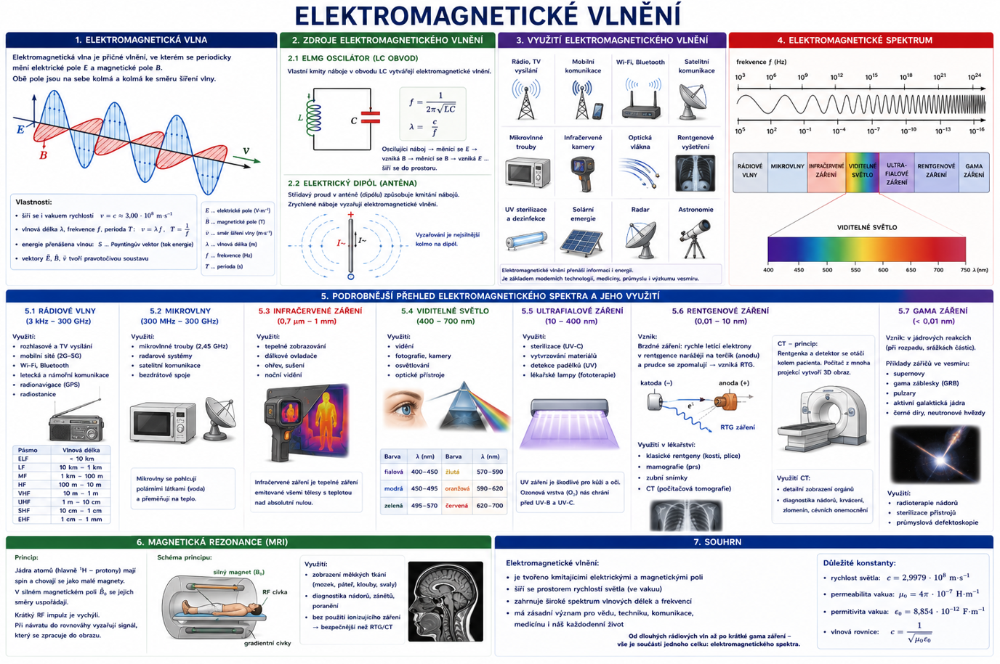 ELEKTROMAGNETICKÉ VLNĚNÍ
1. ELEKTROMAGNETICKÁ VLNA
Elektromagnetická vlna je příčné vlnění, ve kterém se periodicky
mění elektrické pole E a magnetické pole B.
Obě pole jsou na sebe kolmá a kolmá ke směru šíření vlny.
E
B
v
Vlastnosti:
• šíří se i vakuem rychlostí v = c ≈ 3,00 · 10⁸ m·s⁻¹
• vlnová délka λ, frekvence f, perioda T: v = λf, T = 1/f
• energie přenášena vlnou: S ... Poyntingův vektor (tok energie)
• vektory E⃗, B⃗, v⃗ tvoří pravotočivou soustavu
E ... elektrické pole (V·m⁻¹)
B ... magnetické pole (T)
v⃗ ... směr šíření vlny (m·s⁻¹)
λ ... vlnová délka (m)
f ... frekvence (Hz)
T ... perioda (s)
2. ZDROJE ELEKTROMAGNETICKÉHO VLNĚNÍ
2.1 ELMG OSCILÁTOR (LC OBVOD)
Vlastní kmity náboje v obvodu LC vytvářejí elektromagnetické vlnění.
L
C
f = 1/(2π√LC)
λ = c/f
Oscilující náboj → měnící se E →
vzniká B → měnící se B → vzniká E ...
šíří se do prostoru.
2.2 ELEKTRICKÝ DIPÓL (ANTÉNA)
Střídavý proud v anténě (dipólu) způsobuje kmitání nábojů.
Zrychlené náboje vyzařují elektromagnetické vlnění.
+
I~
I~
Vyzařování je nejsilnější
kolmo na dipól.
3. VYUŽITÍ ELEKTROMAGNETICKÉHO VLNĚNÍ
Rádio, TV
vysílání
Mobilní
komunikace
Wi-Fi, Bluetooth
Satelitní
komunikace
Mikrovlnné
trouby
Infračervené
kamery
Optická
vlákna
Rentgenové
vyšetření
UV sterilizace
a dezinfekce
Solární
energie
Radar
Astronomie
Elektromagnetické vlnění přenáší informaci i energii.
Je základem moderních technologií, medicíny, průmyslu i výzkumu vesmíru.
4. ELEKTROMAGNETICKÉ SPEKTRUM
frekvence f (Hz)
10³ 10⁶ 10⁹ 10¹² 10¹⁵ 10¹⁸ 10²¹ 10²⁴
10⁵ 10² 10⁻¹ 10⁻⁴ 10⁻⁷ 10⁻¹⁰ 10⁻¹³ 10⁻¹⁶
RÁDIOVÉ
VLNY
MIKROVLNY
INFRAČERVENÉ
ZÁŘENÍ
VIDITELNÉ
SVĚTLO
ULTRA-
FIALOVÉ
ZÁŘENÍ
RENTGENOVÉ
ZÁŘENÍ
GAMA
ZÁŘENÍ
VIDITELNÉ SVĚTLO
400 450 500 550 600 650 700 750 λ (nm)
5. PODROBNĚJŠÍ PŘEHLED ELEKTROMAGNETICKÉHO SPEKTRA A JEHO VYUŽITÍ
5.1 RÁDIOVÉ VLNY
(3 kHz – 300 GHz)
Využití:
• rozhlasové a TV vysílání
• mobilní sítě (2G–5G)
• Wi-Fi, Bluetooth
• letecká a námořní komunikace
• radionavigace (GPS)
• radiostanice
Pásmo Vlnová délka
ELF < 10 km
LF 10 km – 1 km
MF 1 km – 100 m
HF 100 m – 10 m
VHF 10 m – 1 m
UHF 1 m – 10 cm
SHF 10 cm – 1 cm
EHF 1 cm – 1 mm
5.2 MIKROVLNY
(300 MHz – 300 GHz)
Využití:
• mikrovlnné trouby (2,45 GHz)
• radarové systémy
• satelitní komunikace
• bezdrátové spoje
Mikrovlny se pohlcují
polárními látkami (voda)
a přeměňují na teplo.
5.3 INFRAČERVENÉ ZÁŘENÍ
(0,7 μm – 1 mm)
Využití:
• tepelné zobrazování
• dálkové ovladače
• ohřev, sušení
• noční vidění
Infračervené záření je tepelné záření
emitované všemi tělesy s teplotou
nad absolutní nulou.
5.4 VIDITELNÉ SVĚTLO
(400 – 700 nm)
Využití:
• vidění
• fotografie, kamery
• osvětlování
• optické přístroje
Barva λ (nm) Barva λ (nm)
fialová 400–450 žlutá 570–590
modrá 450–495 oranžová 590–620
zelená 495–570 červená 620–700
5.5 ULTRAFIALOVÉ ZÁŘENÍ
(10 – 400 nm)
Využití:
• sterilizace (UV-C)
• vytvrzování materiálů
• detekce padělků (UV)
• lékařské lampy (fototerapie)
UV záření je škodlivé pro kůži a oči.
Ozonová vrstva (O₃) nás chrání
před UV-B a UV-C.
5.6 RENTGENOVÉ ZÁŘENÍ
(0,01 – 10 nm)
Vznik:
Brzdné záření: rychle letící elektrony
v rentgence narážejí na terčík (anodu)
a prudce se zpomalují → vzniká RTG.
katoda (–)
anoda (+)
e⁻
RTG záření
Využití v lékařství:
• klasické rentgeny (kosti, plíce)
• mamografie (prs)
• zubní snímky
• CT (počítačová tomografie)
CT – princip:
Rentgenka a detektor se otáčí
kolem pacienta. Počítač z mnoha
projekcí vytvoří 3D obraz.
Využití CT:
• detailní zobrazení orgánů
• diagnostika nádorů, krvácení,
zlomenin, cévních onemocnění
5.7 GAMA ZÁŘENÍ
(< 0,01 nm)
Vznik: v jádrových reakcích
(při rozpadu, srážkách částic).
Příklady zářičů ve vesmíru:
• supernovy
• gama záblesky (GRB)
• pulzary
• aktivní galaktická jádra
• černé díry, neutronové hvězdy
Využití:
• radioterapie nádorů
• sterilizace přístrojů
• průmyslová defektoskopie
6. MAGNETICKÁ REZONANCE (MRI)
Princip:
Jádra atomů (hlavně ¹H – protony) mají
spin a chovají se jako malé magnety.
V silném magnetickém poli B⃗₀ se jejich
směry uspořádají.
Krátký RF impulz je vychýlí.
Při návratu do rovnováhy vyzařují signál,
který se zpracuje do obrazu.
Schéma principu:
silný magnet (B₀)
RF cívka
gradientní cívky
Využití:
• zobrazení měkkých tkání
(mozek, páteř, klouby, svaly)
• diagnostika nádorů, zánětů,
poranění
• bez použití ionizujícího záření
→ bezpečnější než RTG/CT
7. SOUHRN
Elektromagnetické vlnění:
• je tvořeno kmitajícími elektrickými a magnetickými poli
• šíří se prostorem rychlostí světla (ve vakuu)
• zahrnuje široké spektrum vlnových délek a frekvencí
• má zásadní význam pro vědu, techniku, komunikace,
medicínu i náš každodenní život
Od dlouhých rádiových vln až po krátké gama záření –
vše je součástí jednoho celku: elektromagnetického spektra.
Důležité konstanty:
• rychlost světla: c = 2,9979 · 10⁸ m·s⁻¹
• permeabilita vakua: μ₀ = 4π · 10⁻⁷ H·m⁻¹
• permitivita vakua: ε₀ = 8,854 · 10⁻¹² F·m⁻¹
• vlnová rovnice: c = 1/√μ₀ε₀